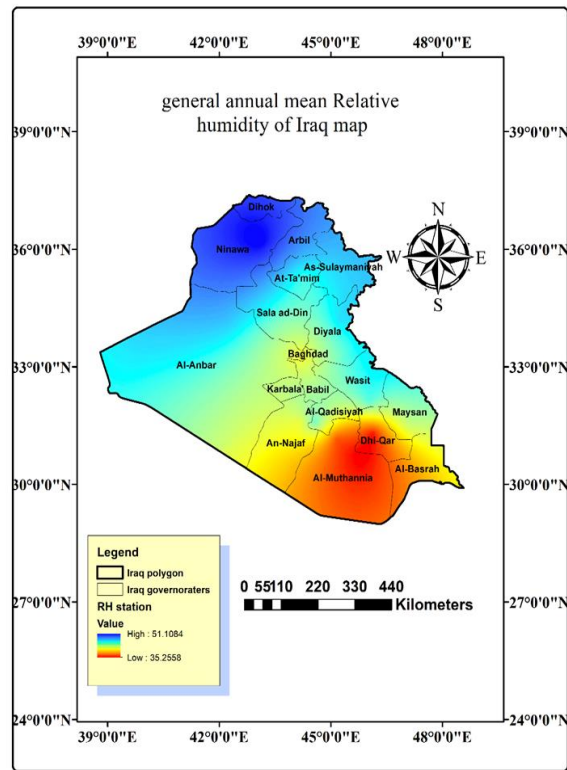 39°0'0"E 42°0'0"E 45°0'0"E 48°0'0"E
general annual mean Relative
humidity of Iraq map
39°0'0"N 39°0'0"N
36°0'0"N 36°0'0"N
33°0'0"N 33°0'0"N
30°0'0"N 30°0'0"N
27°0'0"N 27°0'0"N
24°0'0"N 24°0'0"N
N
W E
S
Dihok
Ninawa
Arbil
As-Sulaymaniyah
At-Ta'mim
Sala ad-Din
Diyala
Baghdad
Al-Anbar
Wasit
Karbala' Babil
Al-Qadisiyah
Maysan
An-Najaf
Dhi-Qar
Al-Muthannia
Al-Basrah
Legend
Iraq polygon
Iraq governoraters
RH station
Value
High : 51.1084
Low : 35.2558
0 55110 220 330 440
Kilometers
39°0'0"E 42°0'0"E 45°0'0"E 48°0'0"E